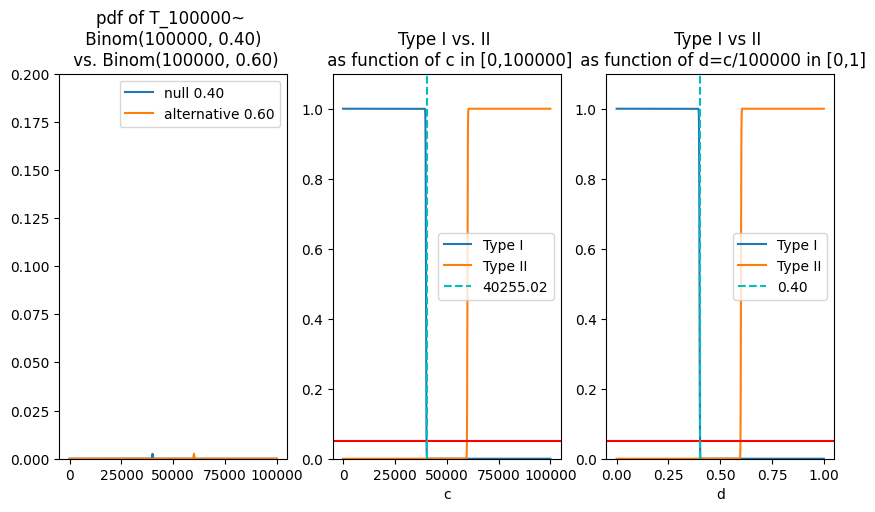 pdf of T_100000~
Binom(100000, 0.40)
vs. Binom(100000, 0.60)
0.200
0.175
0.150
0.125
0.100
0.075
0.050
0.025
0.000
0
25000
50000
75000
100000
null 0.40
alternative 0.60
Type I vs. II
as function of c in [0,100000]
1.0
0.8
0.6
0.4
0.2
0.0
0
25000
50000
75000
100000
c
Type I
Type II
40255.02
Type I vs II
as function of d=c/100000 in [0,1]
1.0
0.8
0.6
0.4
0.2
0.0
0.00
0.25
0.50
0.75
1.00
d
Type I
Type II
0.40